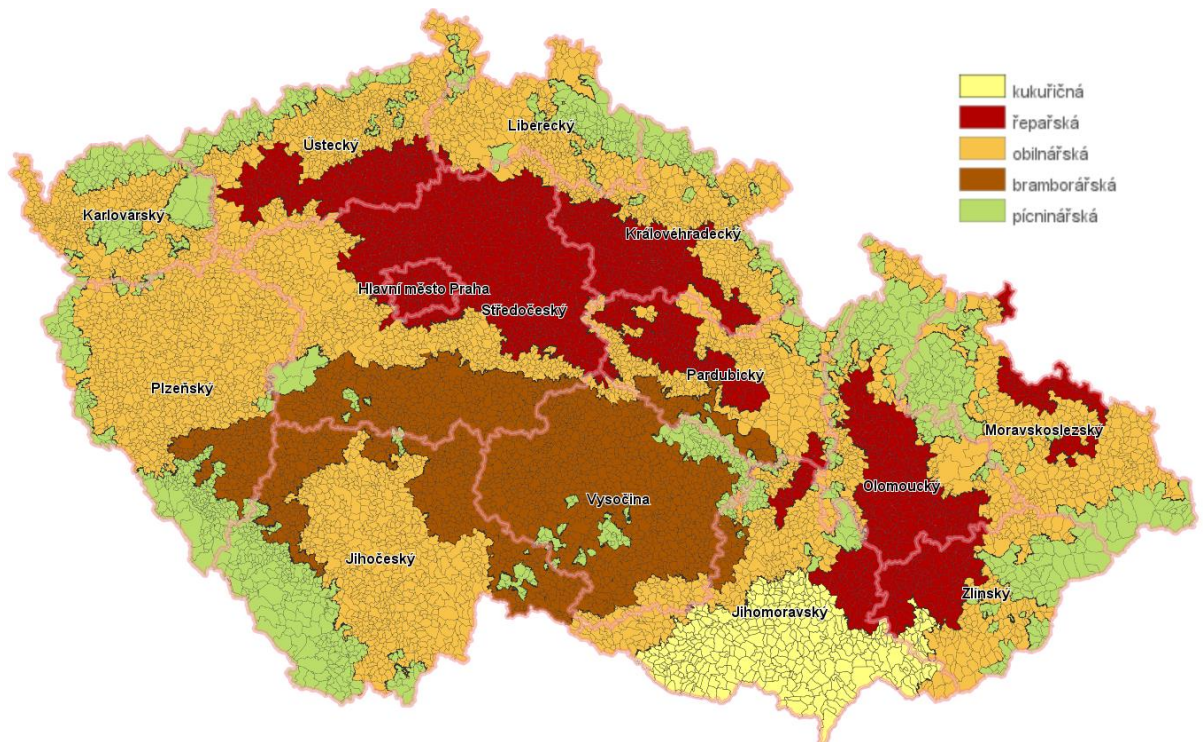 kukuřičná
řepařská
obilnářská
bramborářská
pícninářská
Liberecký
Ústecký
Karlovarský
Královéhradecký
Hlavní město Praha
Středočeský
Pardubický
Plzeňský
Moravskoslezský
Olomoucký
Vysočina
Jihočeský
Zlínský
Jihomoravský